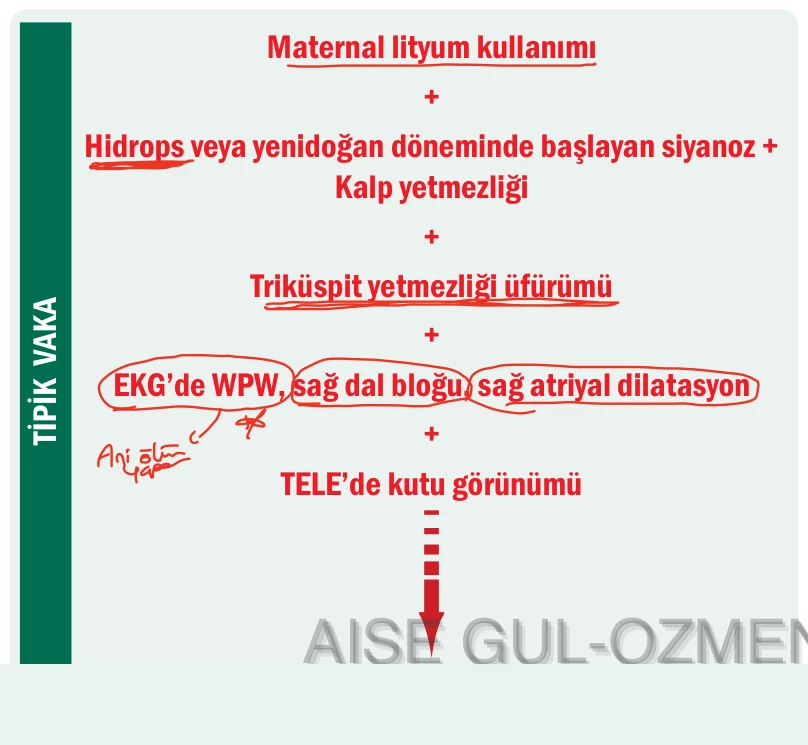 Maternal lityum kullanımı
+
Hidrops veya yenidoğan döneminde başlayan siyanoz +
Kalp yetmezliği
+
Triküspit yetmezliği üfürümü
+
EKG’de WPW, sağ dal bloğu, sağ atriyal dilatasyon
+
Ani ölüm
yapar
TELE’de kutu görünümü
TİPİK VAKA
AISE GUL-OZMEN